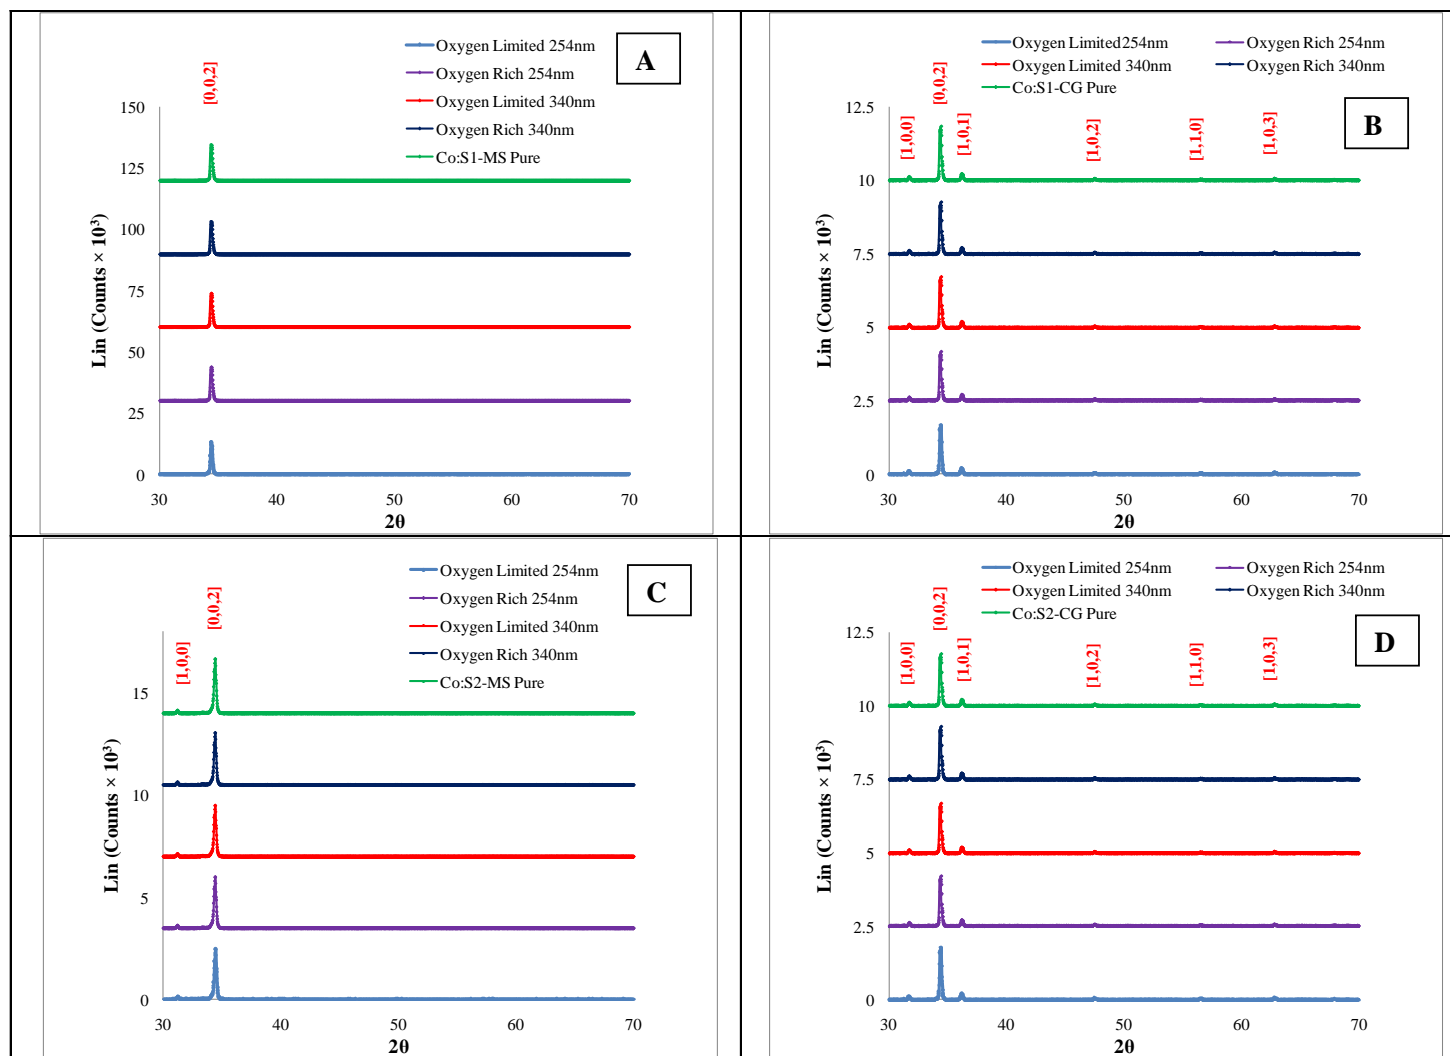 Oxygen Limited 254nm
Oxygen Rich 254nm
Oxygen Limited 340nm
Oxygen Rich 340nm
Co:S1-MS Pure
A
[0,0,2]
150
125
100
75
50
25
0
Lin (Counts × 10³)
30 40 50 60 70
2θ
Oxygen Limited254nm Oxygen Rich 254nm
Oxygen Limited 340nm Oxygen Rich 340nm
Co:S1-CG Pure
B
[1,0,0] [0,0,2] [1,0,1] [1,0,2] [1,1,0] [1,0,3]
12.5
10
7.5
5
2.5
0
Lin (Counts × 10³)
30 40 50 60 70
2θ
Oxygen Limited 254nm
Oxygen Rich 254nm
Oxygen Limited 340nm
Oxygen Rich 340nm
Co:S2-MS Pure
C
[1,0,0] [0,0,2]
15
10
5
0
Lin (Counts × 10³)
30 40 50 60 70
2θ
Oxygen Limited254nm Oxygen Rich 254nm
Oxygen Limited 340nm Oxygen Rich 340nm
Co:S2-CG Pure
D
[1,0,0] [0,0,2] [1,0,1] [1,0,2] [1,1,0] [1,0,3]
12.5
10
7.5
5
2.5
0
Lin (Counts × 10³)
30 40 50 60 70
2θ